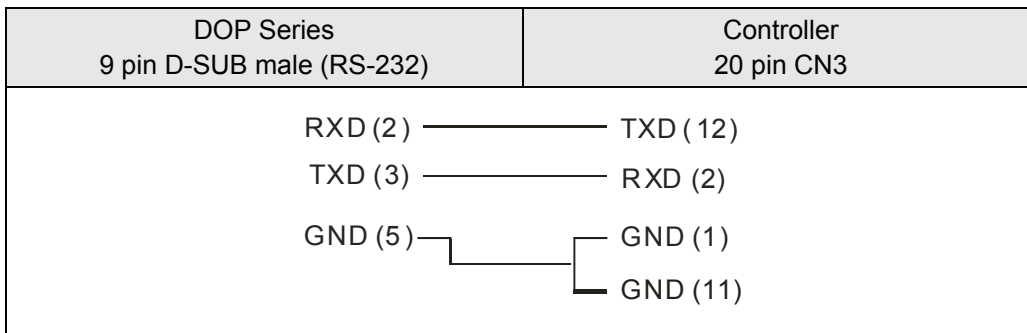 DOP Series
9 pin D-SUB male (RS-232)
Controller
20 pin CN3
RXD (2) TXD (12)
TXD (3) RXD (2)
GND (5) GND (1)
GND (11)